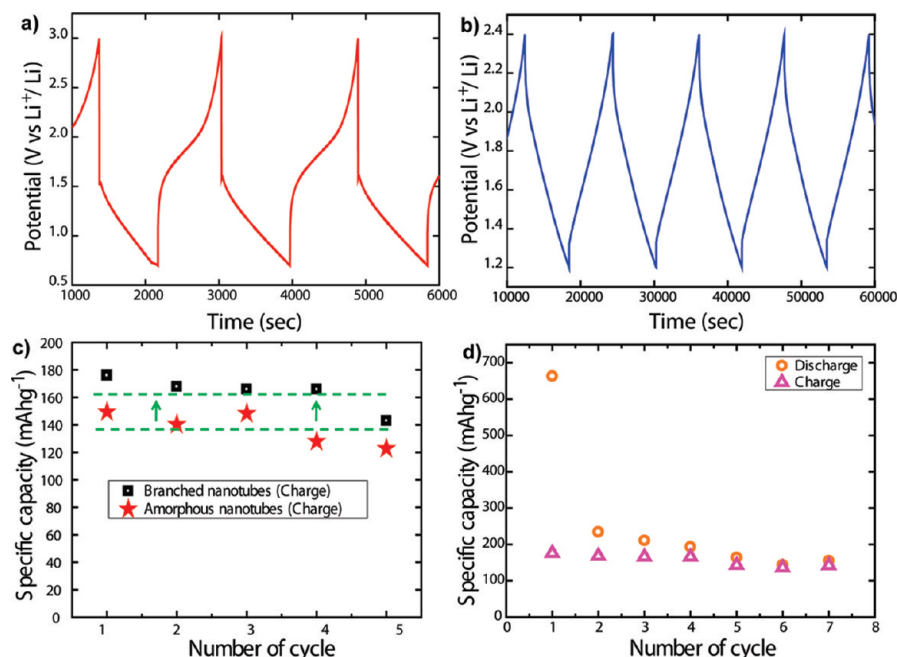 a)
3.0
2.5
2.0
1.5
1.0
0.5
Potential (V vs Li⁺/ Li)
1000 2000 3000 4000 5000 6000
Time (sec)
b)
2.4
2.2
2.0
1.8
1.6
1.4
1.2
Potential (V vs Li⁺/ Li)
10000 20000 30000 40000 50000 60000
Time (sec)
c)
200
180
160
140
120
100
80
60
40
20
0
Specific capacity (mAhg⁻¹)
Branched nanotubes (Charge)
Amorphous nanotubes (Charge)
1 2 3 4 5
Number of cycle
d)
700
600
500
400
300
200
100
0
Specific capacity (mAhg⁻¹)
Discharge
Charge
0 1 2 3 4 5 6 7 8
Number of cycle